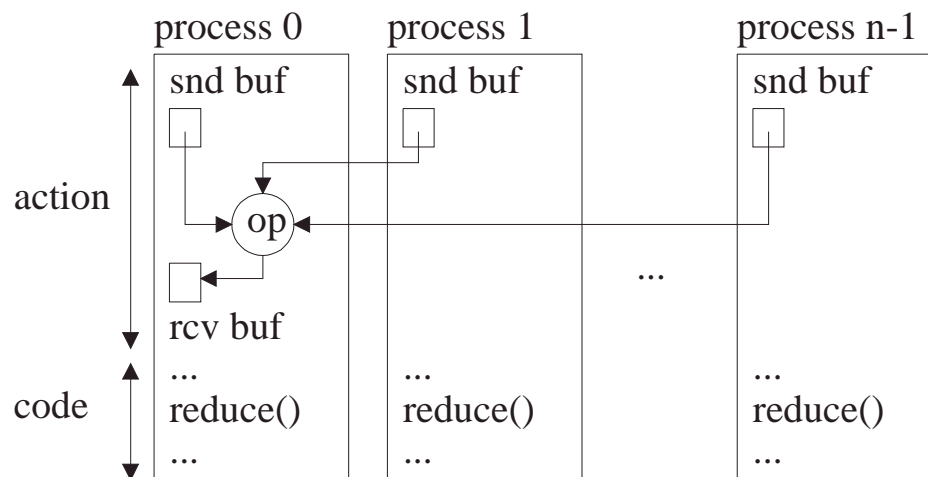 process 0 process 1 process n-1
snd buf snd buf snd buf
action
op
...
rcv buf
... ... ...
code reduce() reduce() reduce()
... ... ...